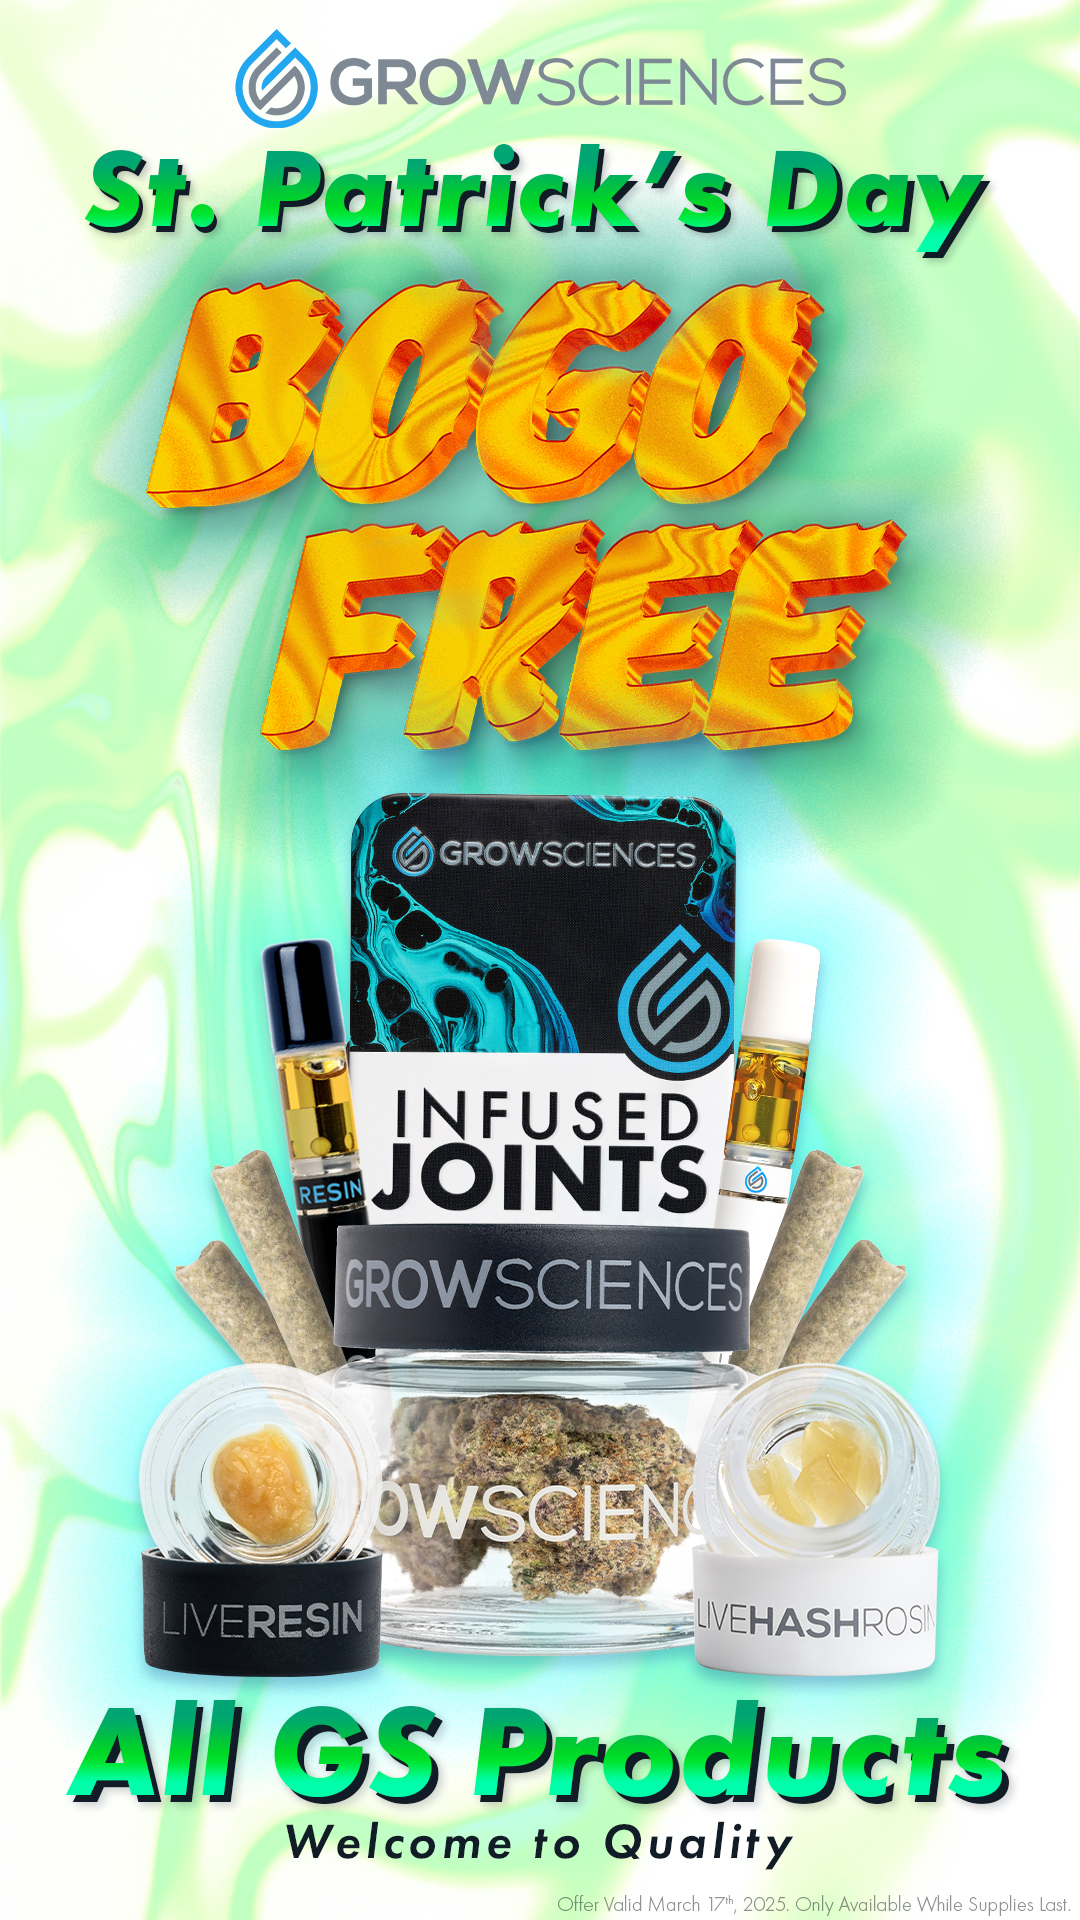 GROWSCIENCES
St. Patrick's Day
BOGO
FREE
GROWSCIENCES
INFUSED
JOINTS
RESIN
GROWSCIENCES
OWSCIENC
LIVERESIN
LIVEHASHROSIN
All GS Products
Welcome to Quality
Offer Valid March 17th, 2025. Only Available While Supplies Last.